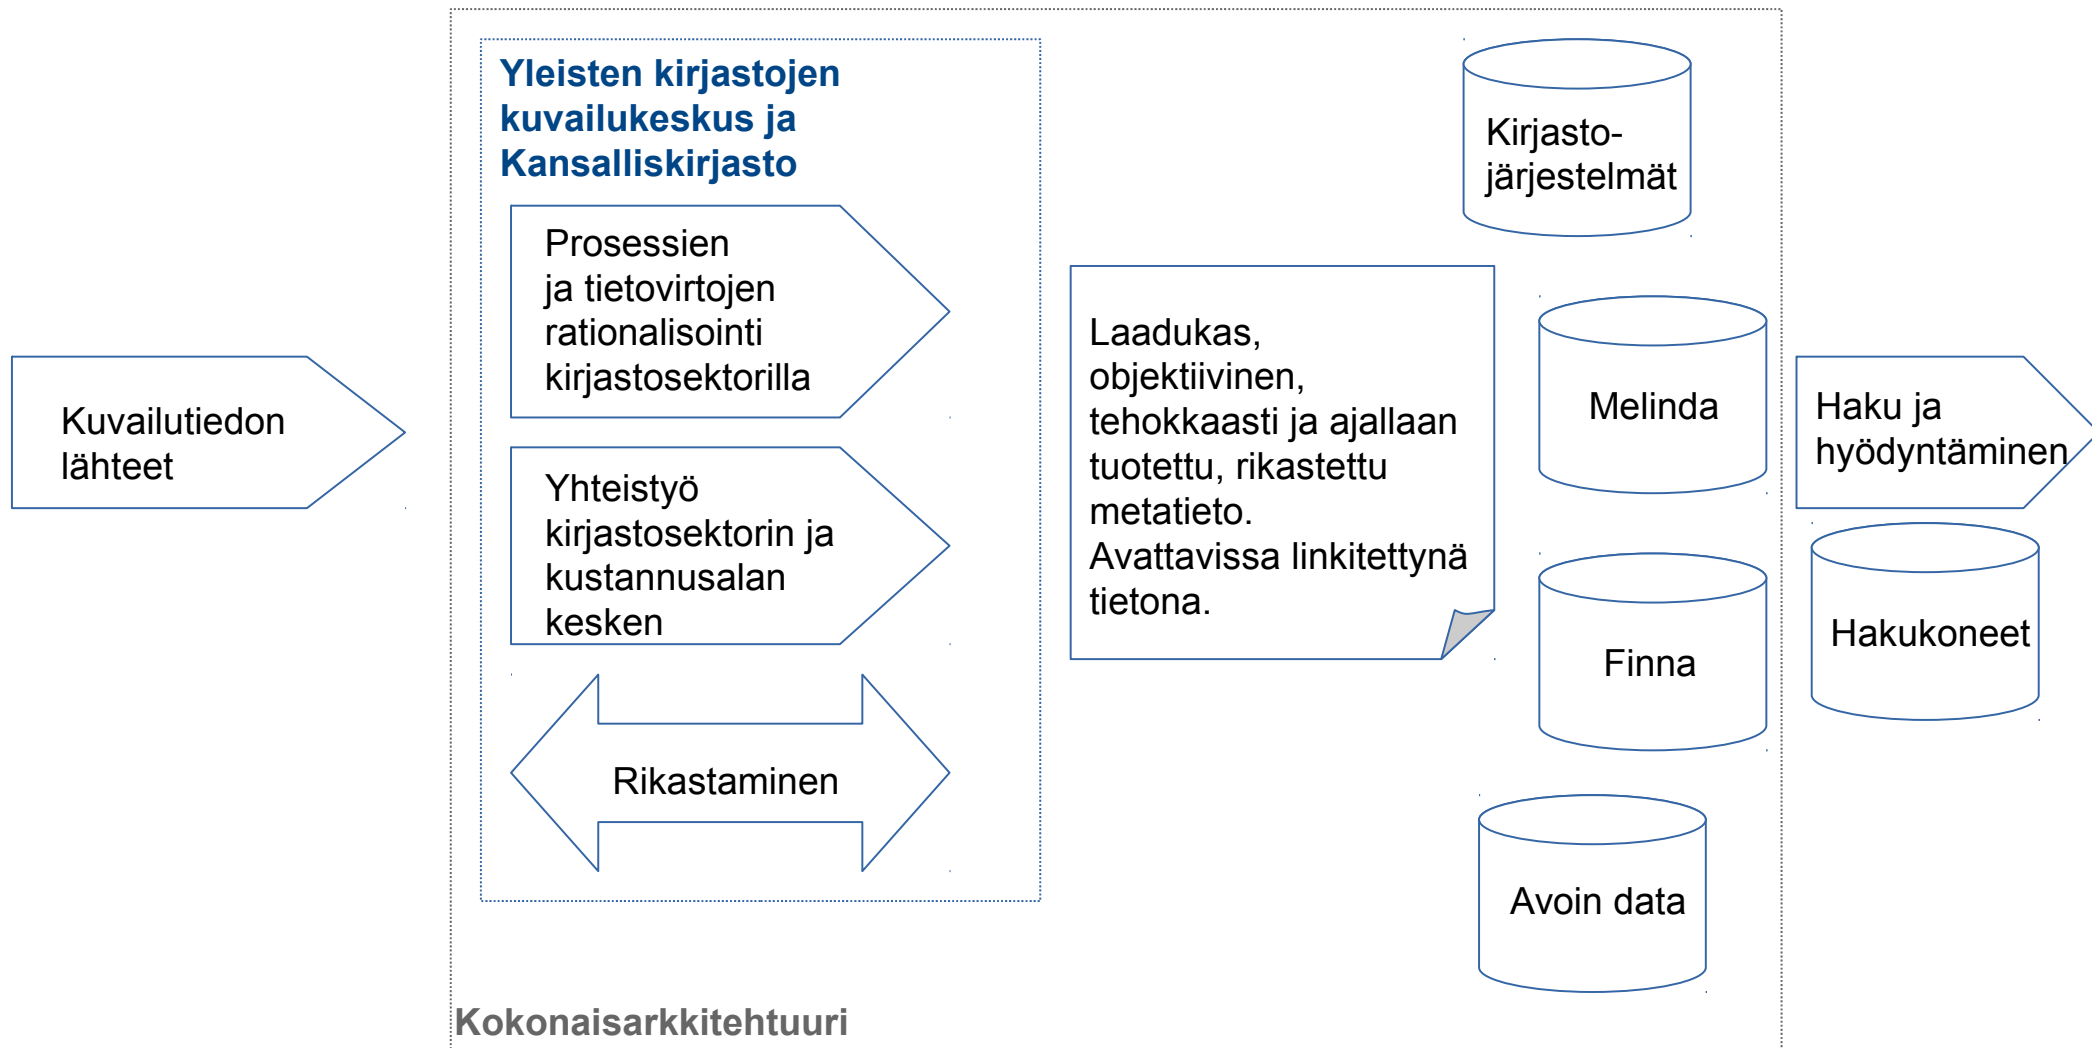 Kuvailutiedon
lähteet
Yleisten kirjastojen
kuvailukeskus ja
Kansalliskirjasto
Prosessien
ja tietovirtojen
rationalisointi
kirjastosektorilla
Yhteistyö
kirjastosektorin ja
kustannusalan
kesken
Rikastaminen
Laadukas,
objektiivinen,
tehokkaasti ja ajallaan
tuotettu, rikastettu
metatieto.
Avattavissa linkitettynä
tietona.
Kirjasto-
järjestelmät
Melinda
Finna
Avoin data
Haku ja
hyödyntäminen
Hakukoneet
Kokonaisarkkitehtuuri